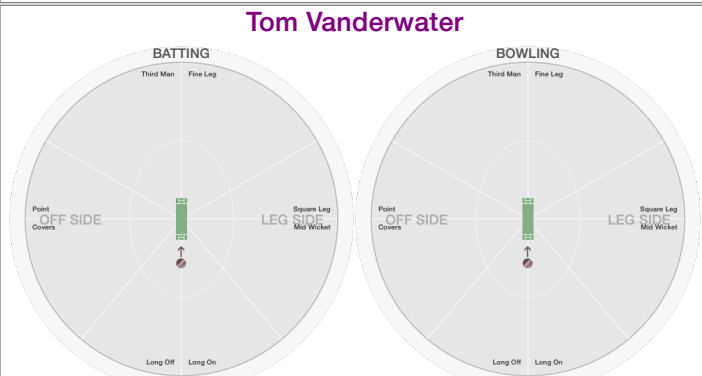 Tom Vanderwater
BATTING
Third Man Fine Leg
Point Square Leg
OFF SIDE LEG SIDE
Covers Mid Wicket
Long Off Long On
BOWLING
Third Man Fine Leg
Point Square Leg
OFF SIDE LEG SIDE
Covers Mid Wicket
Long Off Long On